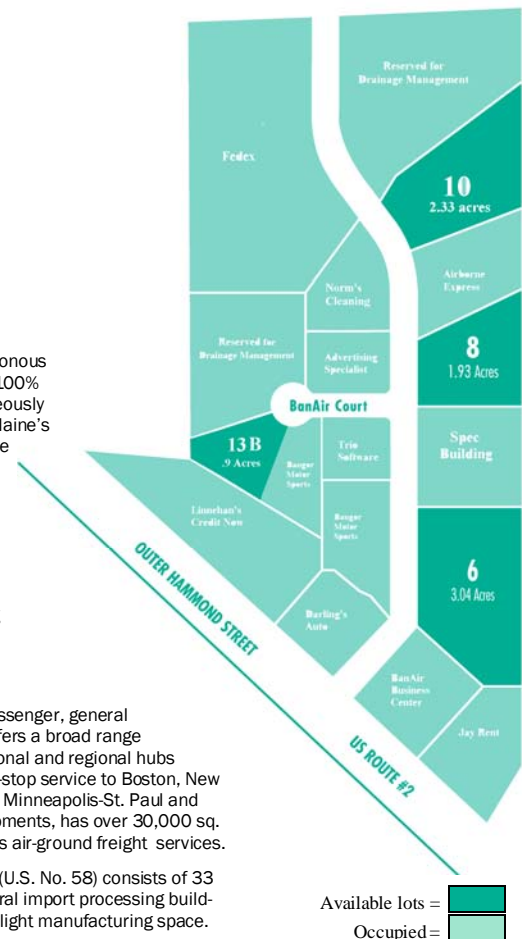 Reserved for
Drainage Management
Fedex
10
2.33 acres
Airborne
Express
Norm's
Cleaning
8
1.93 Acres
Reserved for
Drainage Management
Advertising
Specialist
BanAir Court
13 B
.9 Acres
Bangor
Motor
Sports
Trio
Software
Spec
Building
Linnehan's
Credit Now
Bangor
Motor
Sports
6
3.04 Acres
OUTER HAMMOND STREET
Darling's
Auto
BanAir
Business
Center
Jay Rent
US ROUTE #2
onous
100%
eously
Maine's
e
ssenger, general
fers a broad range
onal and regional hubs
-stop service to Boston, New
Minneapolis-St. Paul and
pments, has over 30,000 sq.
s air-ground freight services.
(U.S. No. 58) consists of 33
ral import processing build-
light manufacturing space.
Available lots =
Occupied =